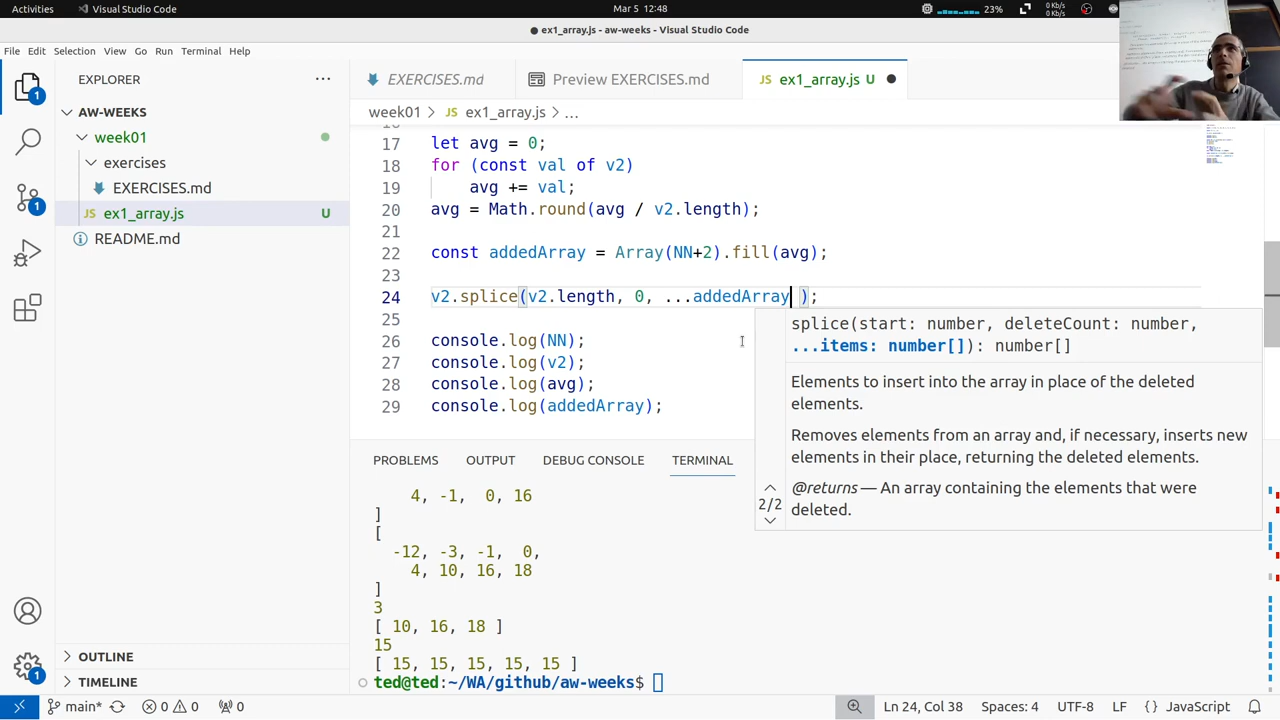 Activities
Visual Studio Code
Mar 5 12:48
23%
0 Kb/s
0 Kb/s
ex1_array.js - aw-weeks - Visual Studio Code
File Edit Selection View Go Run Terminal Help
EXPLORER
AW-WEEKS
week01
exercises
EXERCISES.md
ex1_array.js U
README.md
OUTLINE
TIMELINE
1
1
1
EXERCISES.md
Preview EXERCISES.md
JS ex1_array.js U
week01 > JS ex1_array.js > ...
17 let avg = 0;
18 for (const val of v2)
19 avg += val;
20 avg = Math.round(avg / v2.length);
21
22 const addedArray = Array(NN+2).fill(avg);
23
24 v2.splice(v2.length, 0, ...addedArray );
25
26 console.log(NN);
27 console.log(v2);
28 console.log(avg);
29 console.log(addedArray);
splice(start: number, deleteCount: number,
...items: number[]): number[]
Elements to insert into the array in place of the deleted
elements.
Removes elements from an array and, if necessary, inserts new
elements in their place, returning the deleted elements.
@returns — An array containing the elements that were
deleted.
2/2
PROBLEMS OUTPUT DEBUG CONSOLE TERMINAL
4, -1, 0, 16
]
[
-12, -3, -1, 0,
4, 10, 16, 18
]
3
[ 10, 16, 18 ]
15
[ 15, 15, 15, 15, 15 ]
ted@ted:~/WA/github/aw-weeks$
main* 0 0 0 Ln 24, Col 38 Spaces: 4 UTF-8 LF {} JavaScript